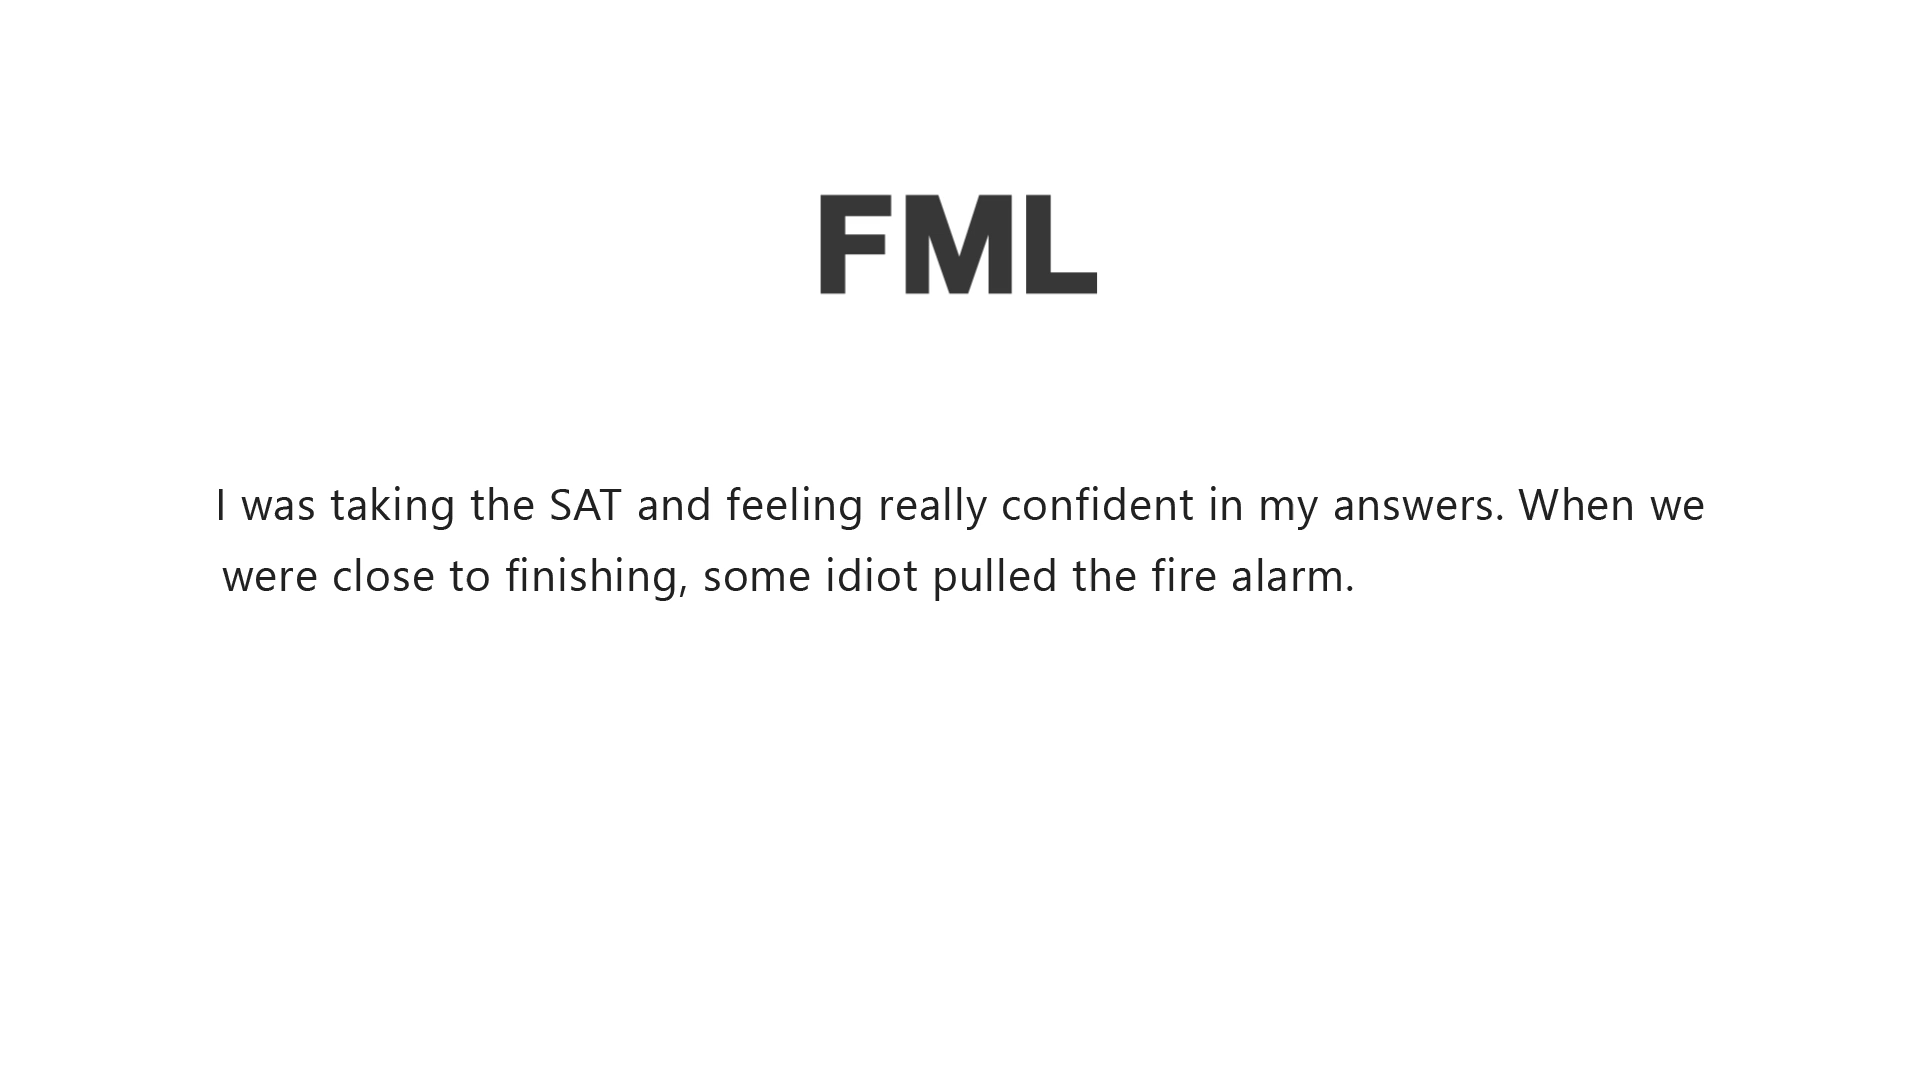 FML
I was taking the SAT and feeling really confident in my answers. When we
were close to finishing, some idiot pulled the fire alarm.